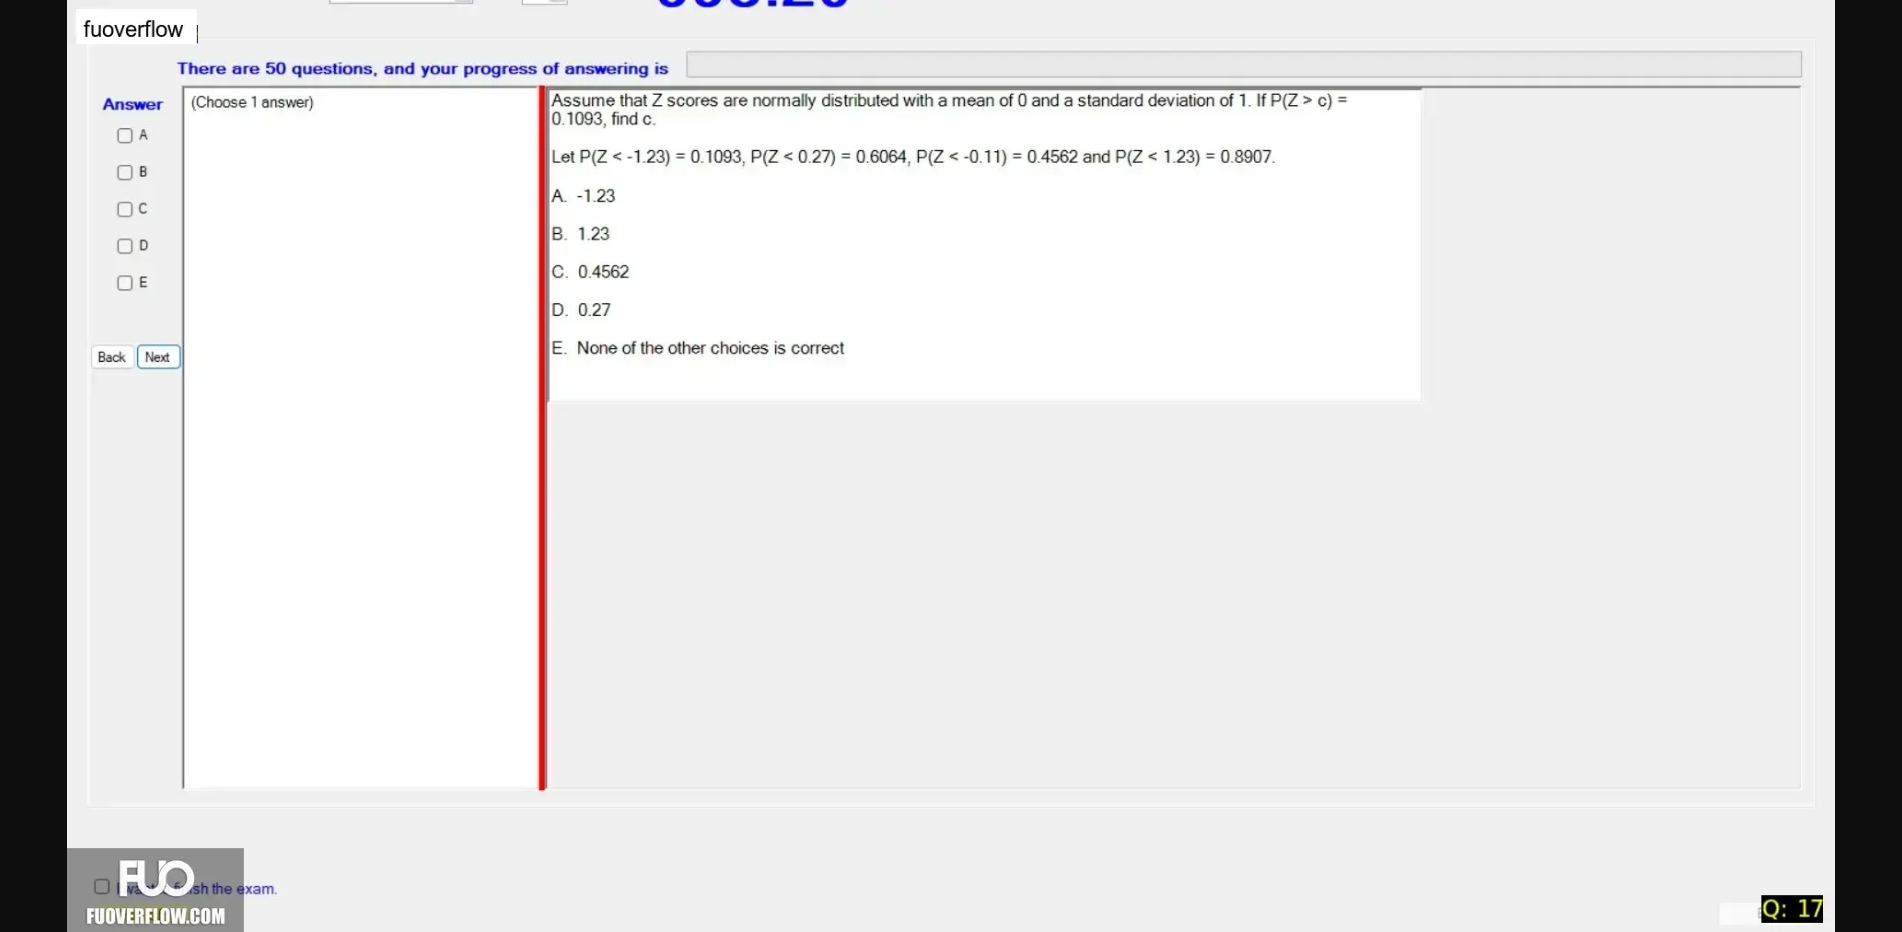 fuoverflow
There are 50 questions, and your progress of answering is
Answer
(Choose 1 answer)
A
B
C
D
E
Back Next
Assume that Z scores are normally distributed with a mean of 0 and a standard deviation of 1. If P(Z > c) =
0.1093, find c.
Let P(Z < -1.23) = 0.1093, P(Z < 0.27) = 0.6064, P(Z < -0.11) = 0.4562 and P(Z < 1.23) = 0.8907.
A. -1.23
B. 1.23
C. 0.4562
D. 0.27
E. None of the other choices is correct
FUO
the exam.
FUOVERFLOW.COM
Q: 17